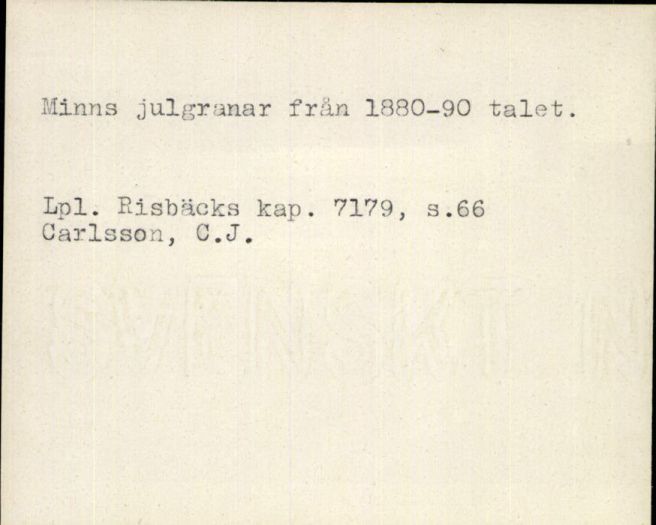 Minns julgranar från 1880-90 talet.
Lpl. Risbäcks kap. 7179, s.66
Carlsson, C.J.